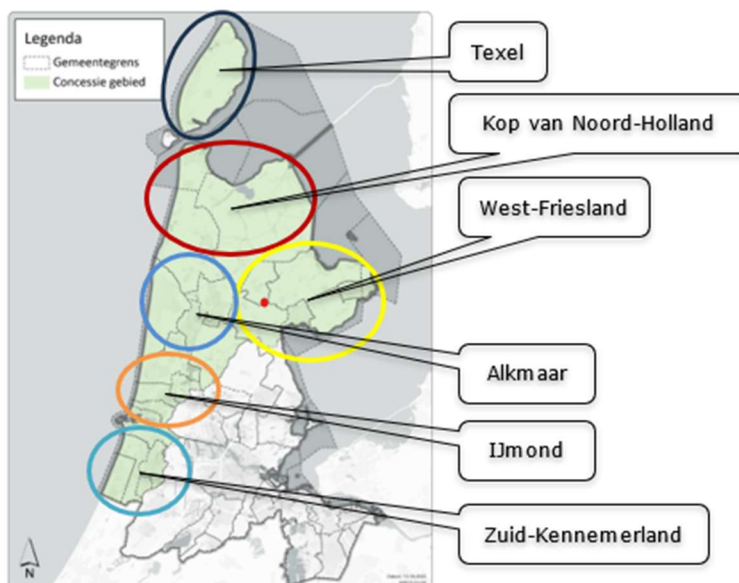 Legenda
Gemeentegrens
Concessie gebied
Texel
Kop van Noord-Holland
West-Friesland
Alkmaar
IJmond
Zuid-Kennemerland
N